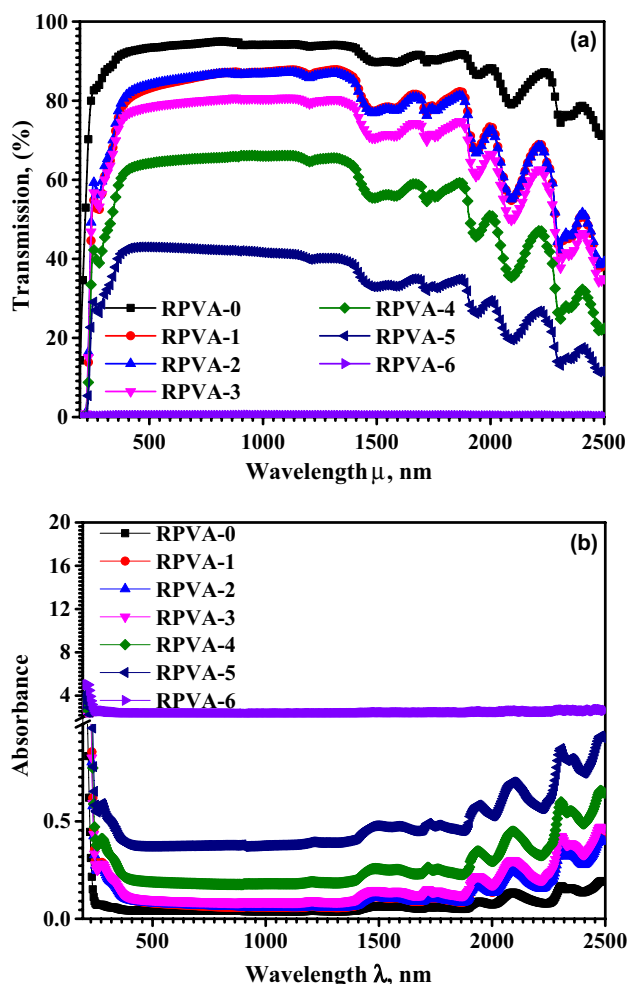 100
80
60
40
20
0
Transmission, (%)
(a)
RPVA-0
RPVA-1
RPVA-2
RPVA-3
RPVA-4
RPVA-5
RPVA-6
500
1000
1500
2000
2500
Wavelength μ, nm
20
16
12
8
4
0.5
0.0
Absorbance
(b)
RPVA-0
RPVA-1
RPVA-2
RPVA-3
RPVA-4
RPVA-5
RPVA-6
500
1000
1500
2000
2500
Wavelength λ, nm